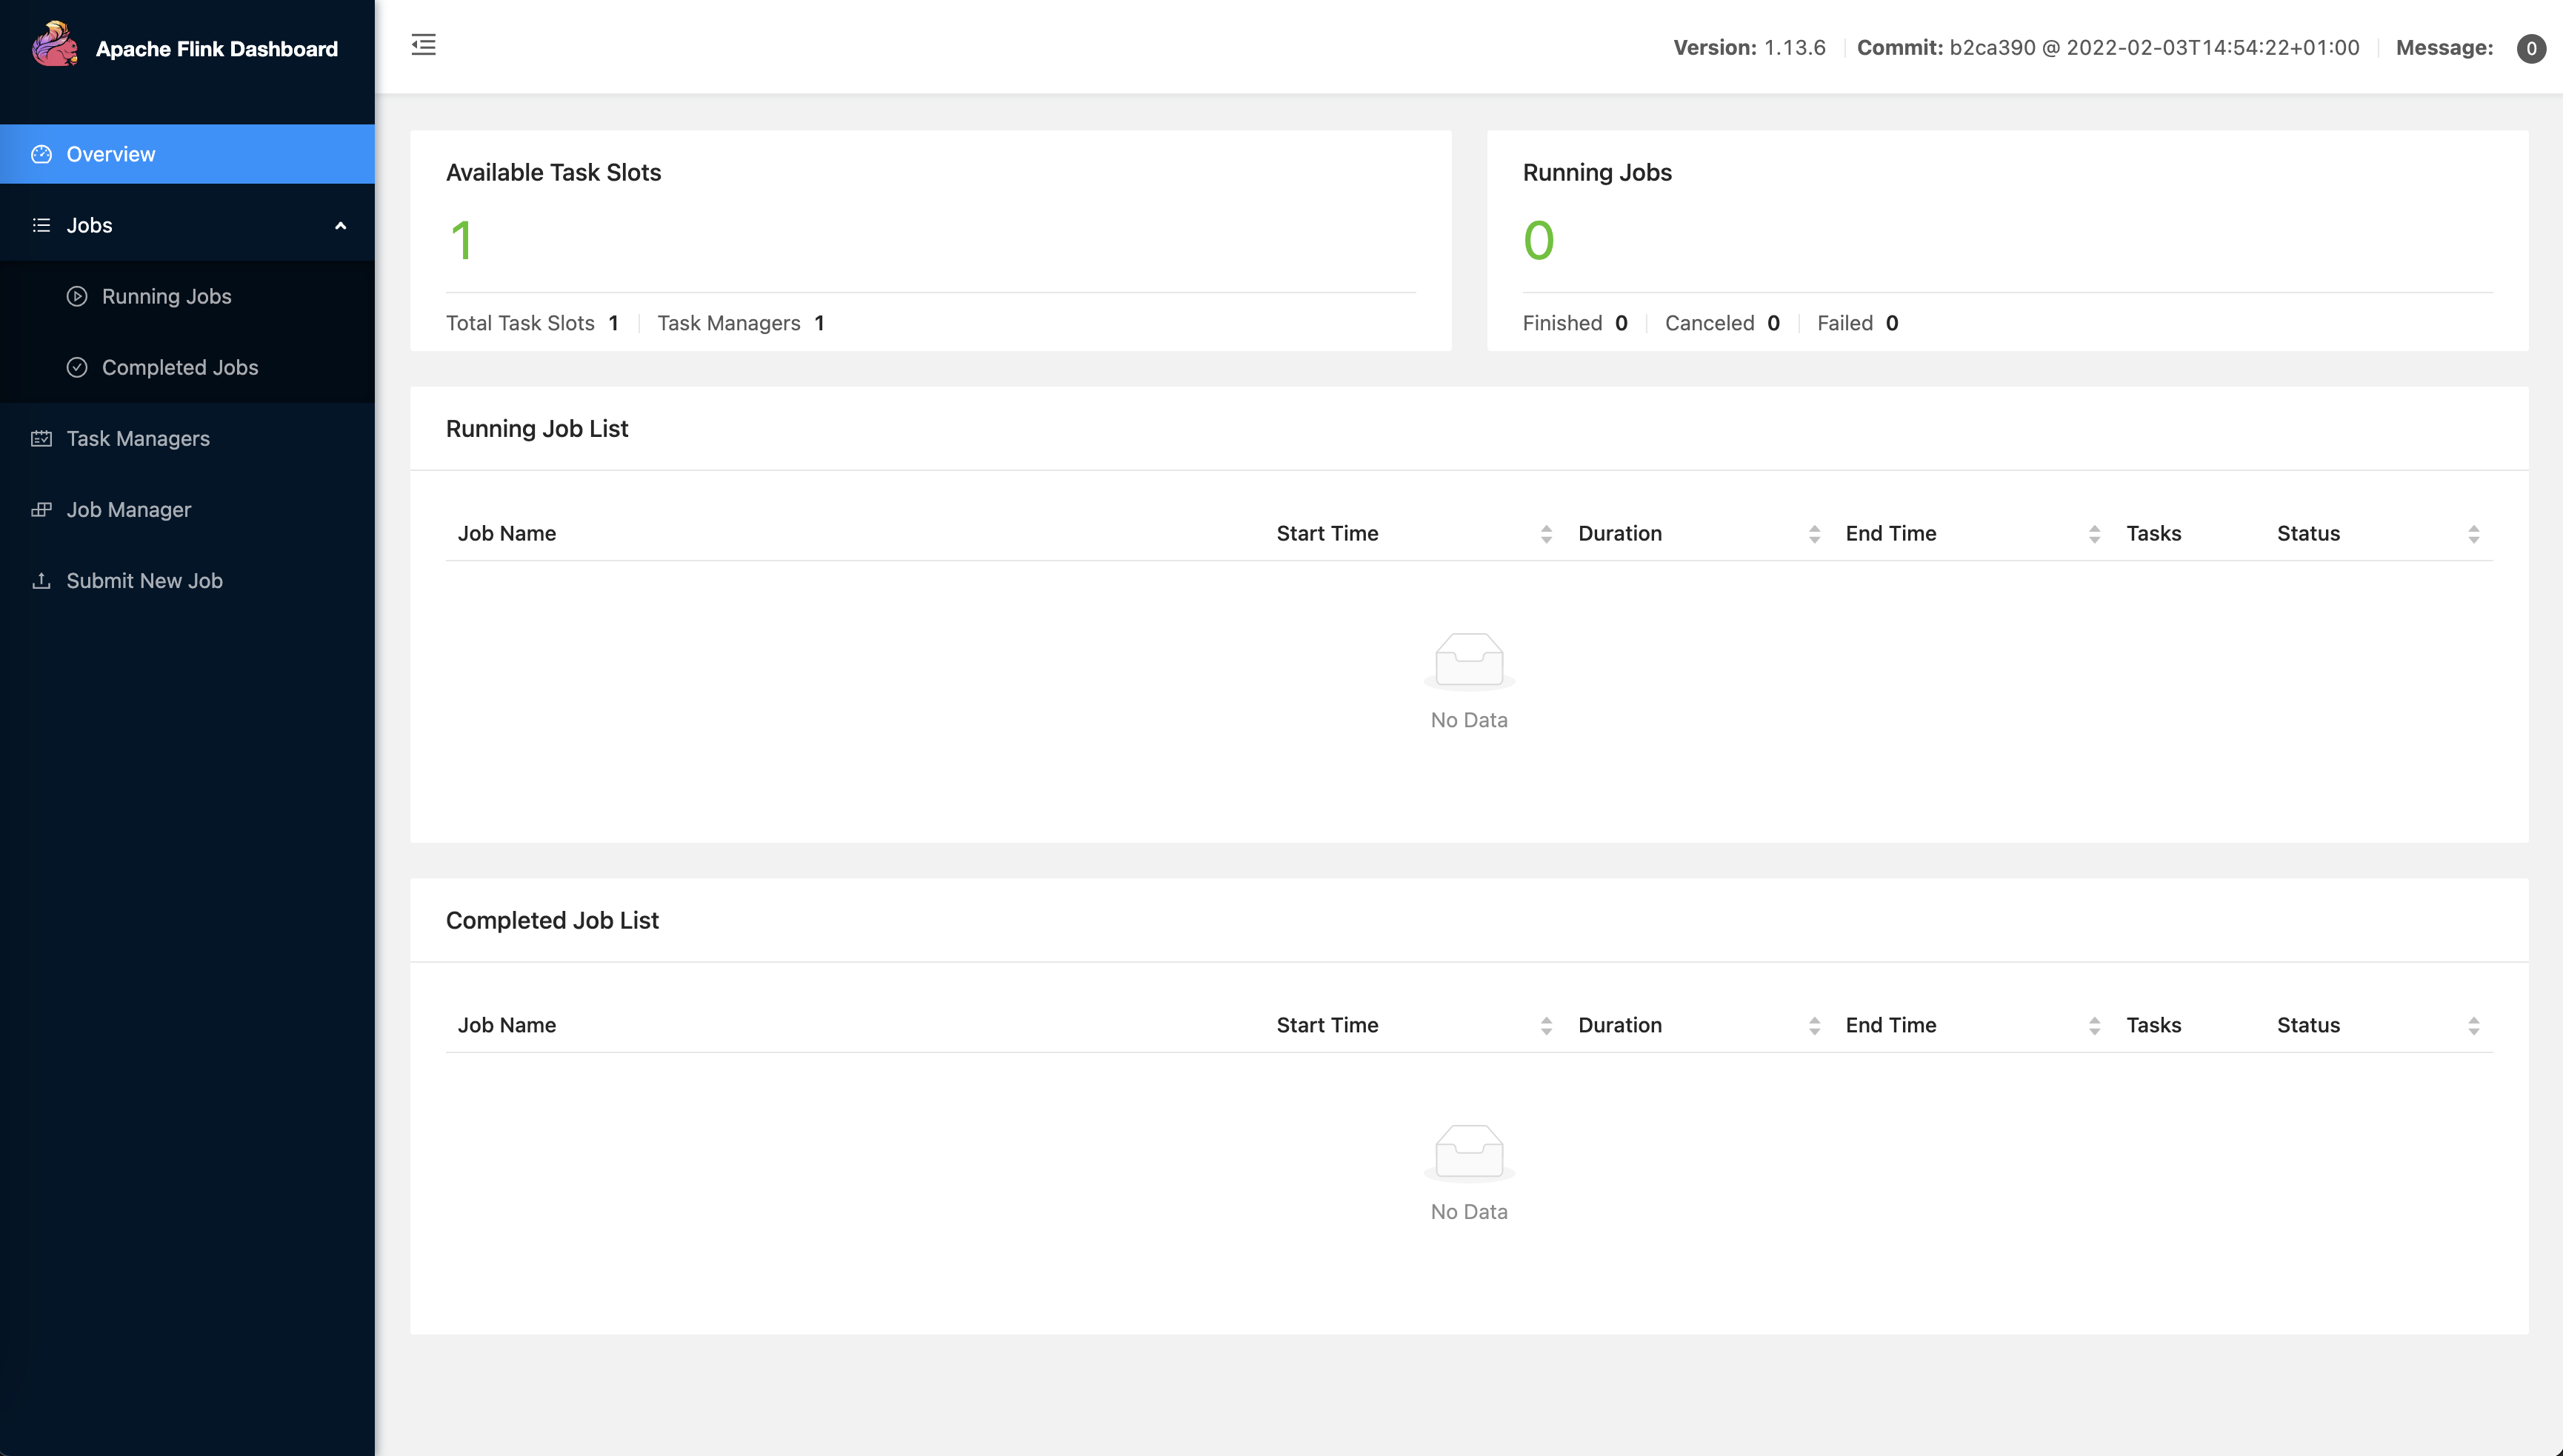 Apache Flink Dashboard
Version: 1.13.6 Commit: b2ca390 @ 2022-02-03T14:54:22+01:00 Message: 0
Overview
Jobs
Running Jobs
Completed Jobs
Task Managers
Job Manager
Submit New Job
Available Task Slots
1
Total Task Slots 1 Task Managers 1
Running Jobs
0
Finished 0 Canceled 0 Failed 0
Running Job List
Job Name Start Time Duration End Time Tasks Status
No Data
Completed Job List
Job Name Start Time Duration End Time Tasks Status
No Data